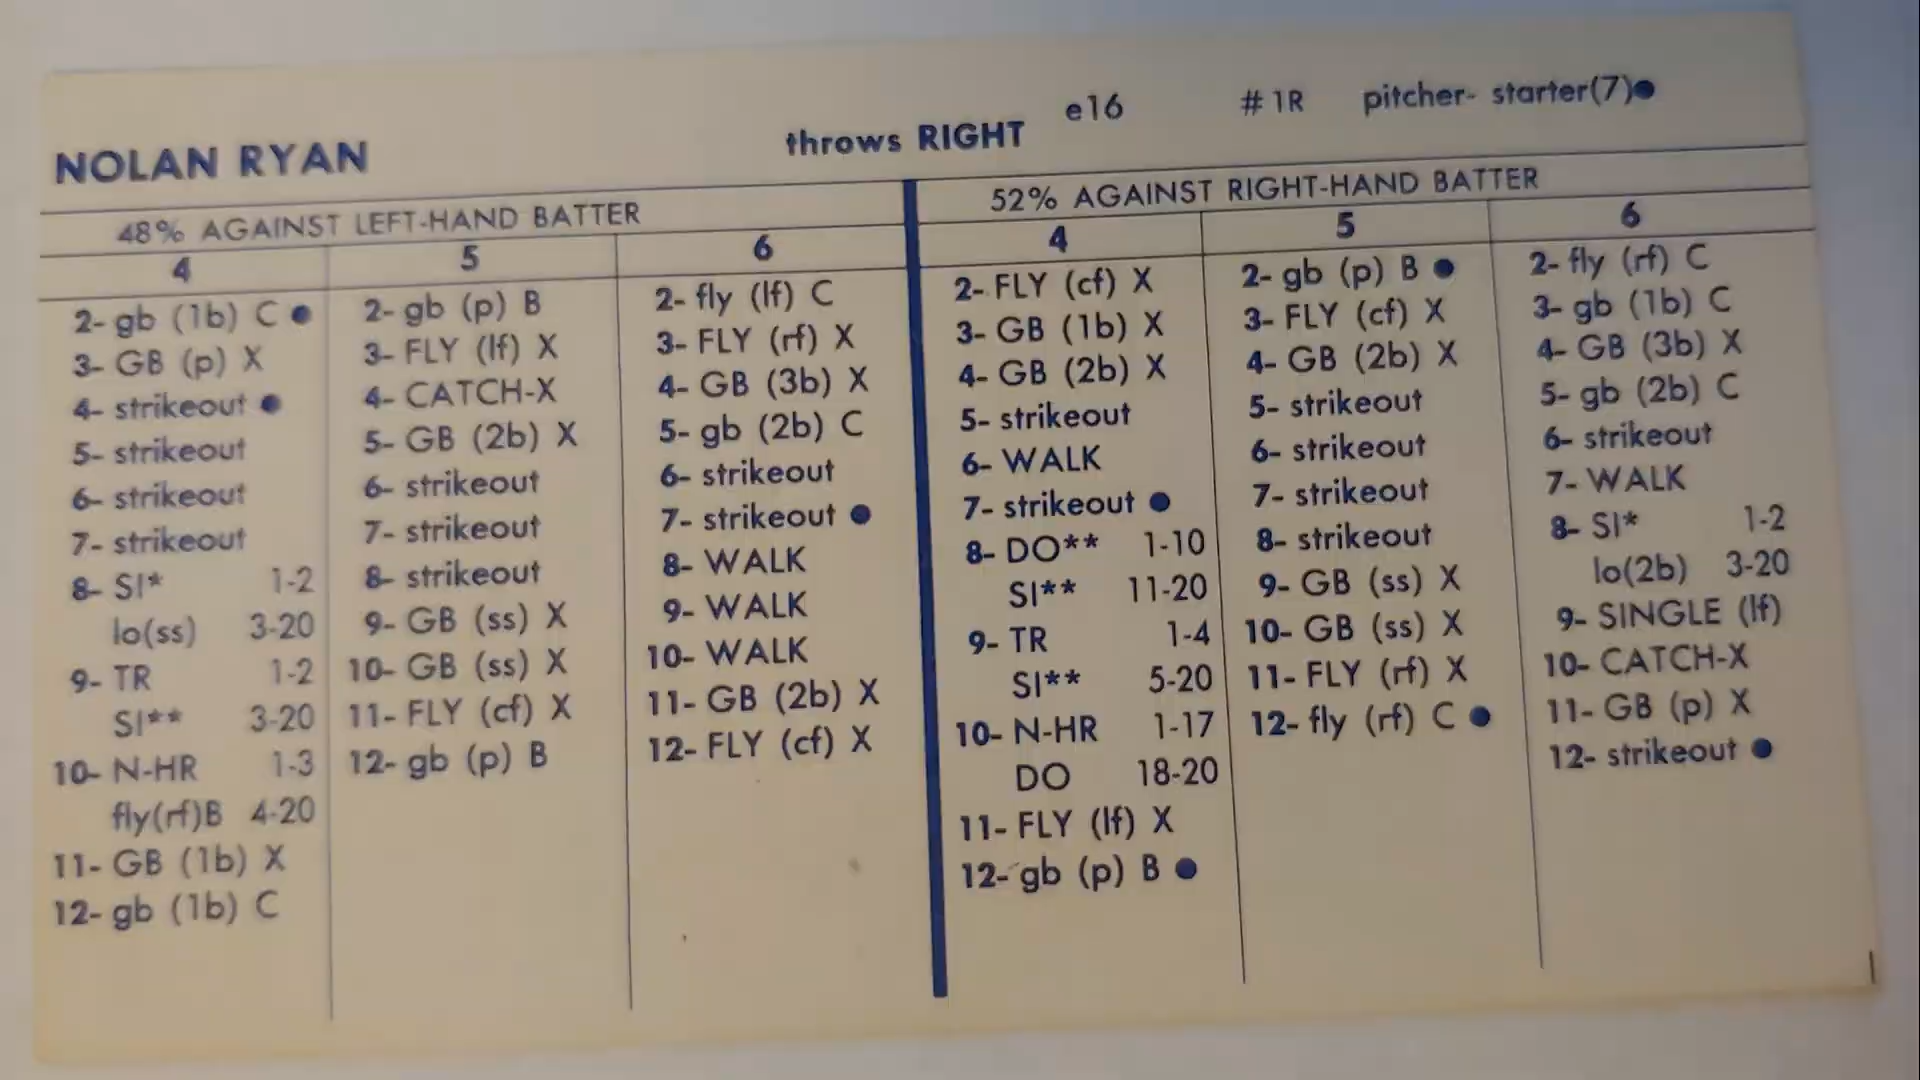 NOLAN RYAN throws RIGHT e16 #1R pitcher- starter(7)●
48% AGAINST LEFT-HAND BATTER
4
2- gb (1b) C ●
3- GB (p) X
4- strikeout ●
5- strikeout
6- strikeout
7- strikeout
8- SI* 1-2
lo(ss) 3-20
9- TR 1-2
SI** 3-20
10- N-HR 1-3
fly(rf)B 4-20
11- GB (1b) X
12- gb (1b) C
5
2- gb (p) B
3- FLY (lf) X
4- CATCH-X
5- GB (2b) X
6- strikeout
7- strikeout
8- strikeout
9- GB (ss) X
10- GB (ss) X
11- FLY (cf) X
12- gb (p) B
6
2- fly (lf) C
3- FLY (rf) X
4- GB (3b) X
5- gb (2b) C
6- strikeout
7- strikeout ●
8- WALK
9- WALK
10- WALK
11- GB (2b) X
12- FLY (cf) X
52% AGAINST RIGHT-HAND BATTER
4
2- FLY (cf) X
3- GB (1b) X
4- GB (2b) X
5- strikeout
6- WALK
7- strikeout ●
8- DO** 1-10
SI** 11-20
9- TR 1-4
SI** 5-20
10- N-HR 1-17
DO 18-20
11- FLY (lf) X
12- gb (p) B ●
5
2- gb (p) B ●
3- FLY (cf) X
4- GB (2b) X
5- strikeout
6- strikeout
7- strikeout
8- strikeout
9- GB (ss) X
10- GB (ss) X
11- FLY (rf) X
12- fly (rf) C ●
6
2- fly (rf) C
3- gb (1b) C
4- GB (3b) X
5- gb (2b) C
6- strikeout
7- WALK
8- SI* 1-2
lo(2b) 3-20
9- SINGLE (lf)
10- CATCH-X
11- GB (p) X
12- strikeout ●